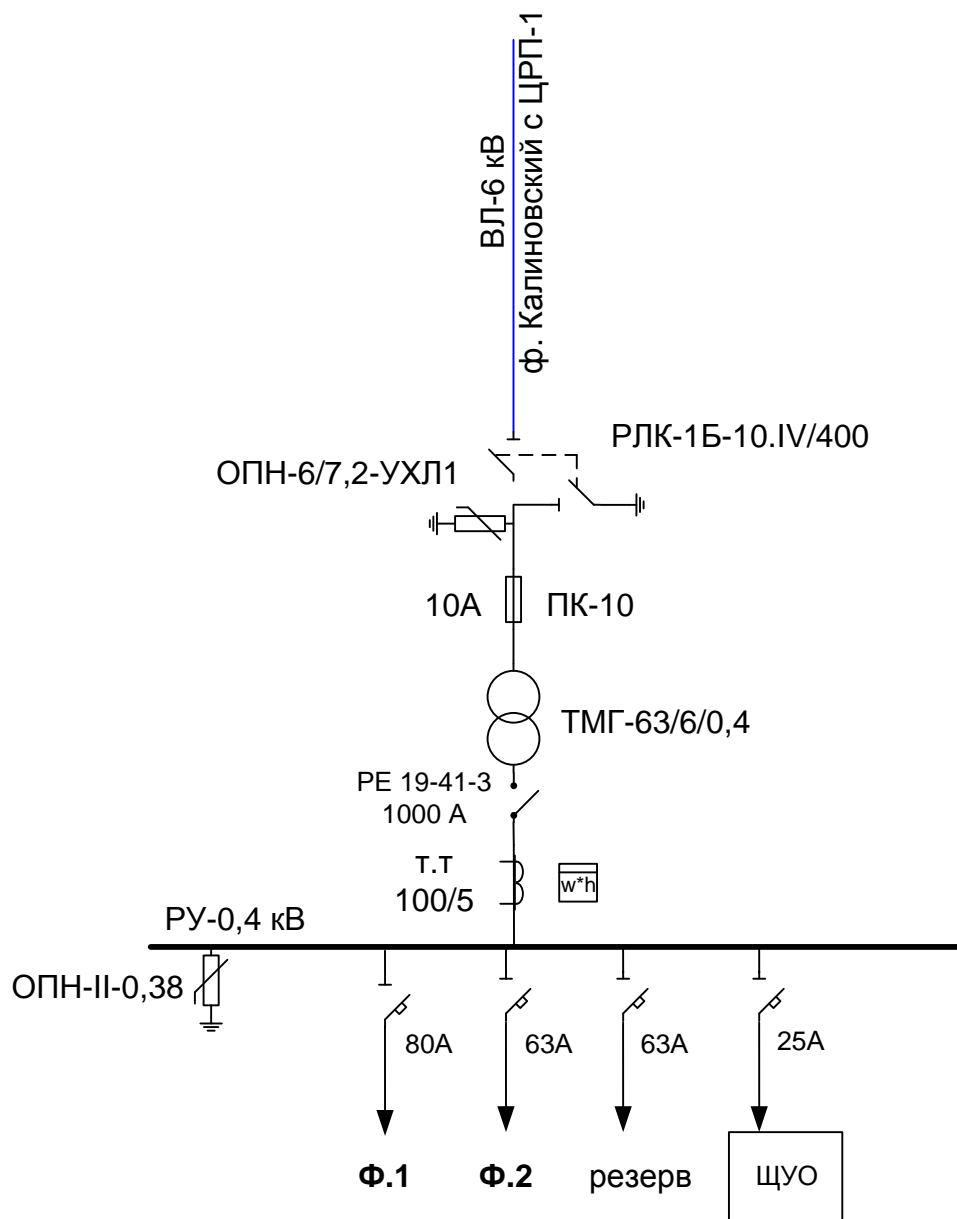 ВЛ-6 кВ
ф. Калиновский с ЦРП-1
РЛК-1Б-10.IV/400
ОПН-6/7,2-УХЛ1
10А
ПК-10
ТМГ-63/6/0,4
РЕ 19-41-3
1000 А
т.т
100/5
w*h
РУ-0,4 кВ
ОПН-II-0,38
80А
63А
63А
25А
Ф.1
Ф.2
резерв
ЩУО